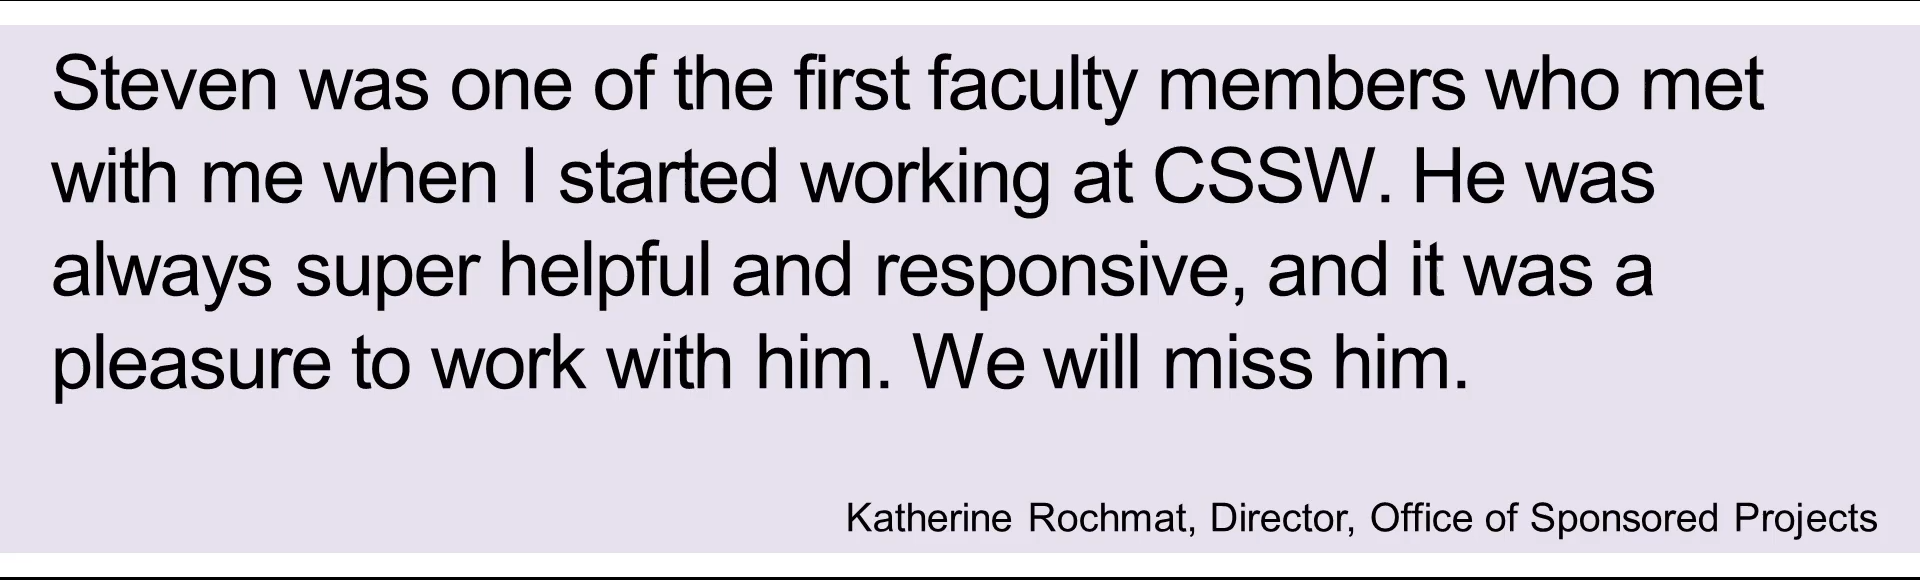 Steven was one of the first faculty members who met
with me when I started working at CSSW. He was
always super helpful and responsive, and it was a
pleasure to work with him. We will miss him.
Katherine Rochmat, Director, Office of Sponsored Projects